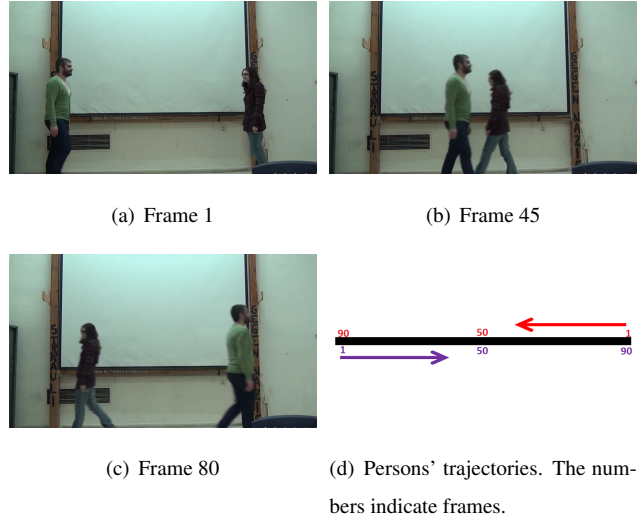 (a) Frame 1
(b) Frame 45
(c) Frame 80
90
50
1
1
50
90
(d) Persons' trajectories. The num-
bers indicate frames.